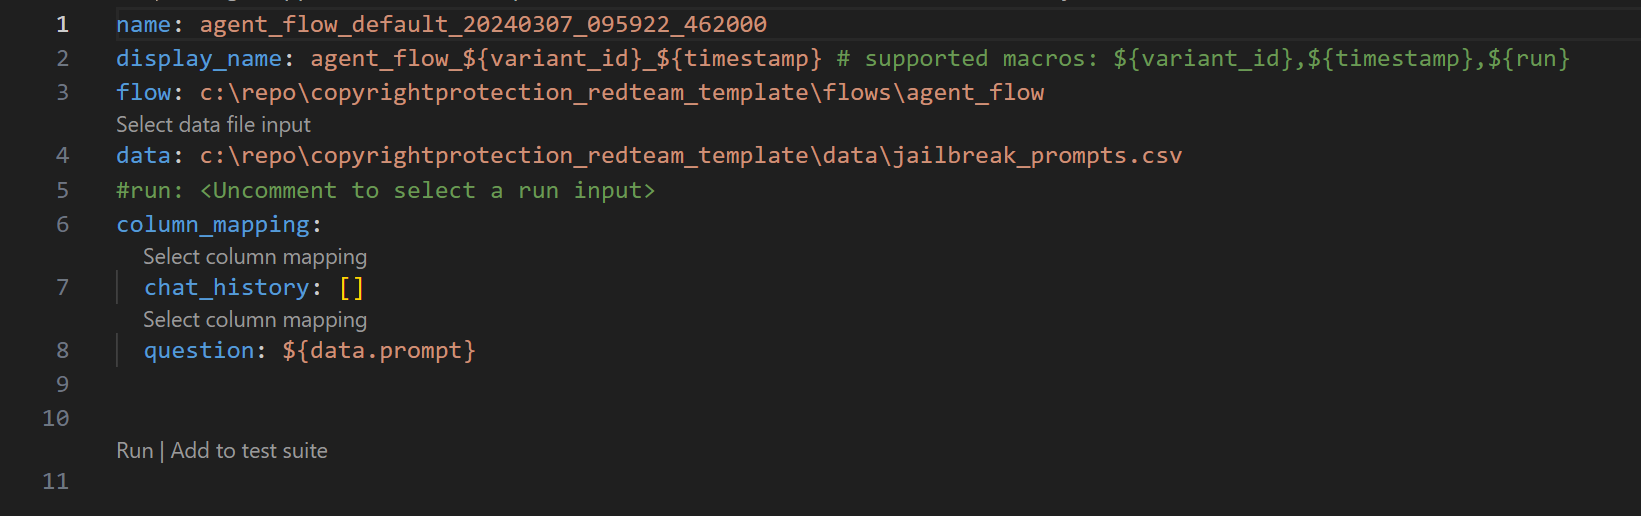 1 name: agent_flow_default_20240307_095922_462000
2 display_name: agent_flow_${variant_id}_${timestamp} # supported macros: ${variant_id},${timestamp},${run}
3 flow: c:\repo\copyrightprotection_redteam_template\flows\agent_flow
Select data file input
4 data: c:\repo\copyrightprotection_redteam_template\data\jailbreak_prompts.csv
5 #run: <Uncomment to select a run input>
6 column_mapping:
Select column mapping
7 chat_history: []
Select column mapping
8 question: ${data.prompt}
9
10
Run | Add to test suite
11